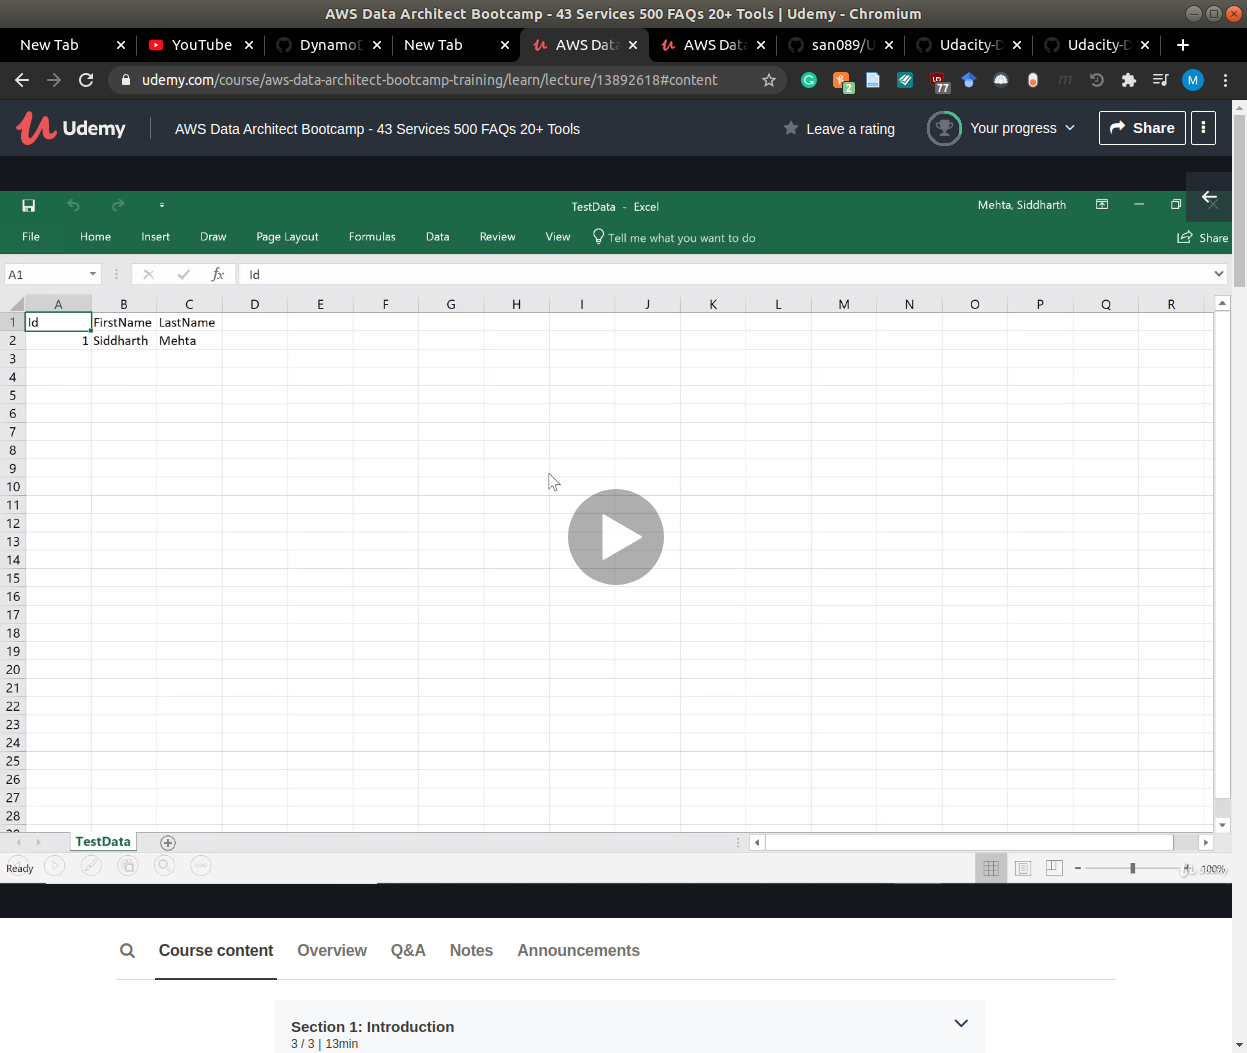 AWS Data Architect Bootcamp - 43 Services 500 FAQs 20+ Tools | Udemy - Chromium
New Tab YouTube New Tab AWS Data AWS Data san089/U
udemy.com/course/aws-data-architect-bootcamp-training/learn/lecture/13892618#content 2 77 M
Udemy AWS Data Architect Bootcamp - 43 Services 500 FAQs 20+ Tools Leave a rating Your progress Share
TestData - Excel Mehta, Siddharth
File Home Insert Draw Page Layout Formulas Data Review View Tell me what you want to do Share
A1 fx Id
A B C D E F G H I J K L M N O P Q R
1 Id FirstName LastName
2 1 Siddharth Mehta
3
4
5
6
7
8
9
10
11
12
13
14
15
16
17
18
19
20
21
22
23
24
25
26
27
28
TestData
Ready 100%
Course content Overview Q&A Notes Announcements
Section 1: Introduction
3 / 3 | 13min